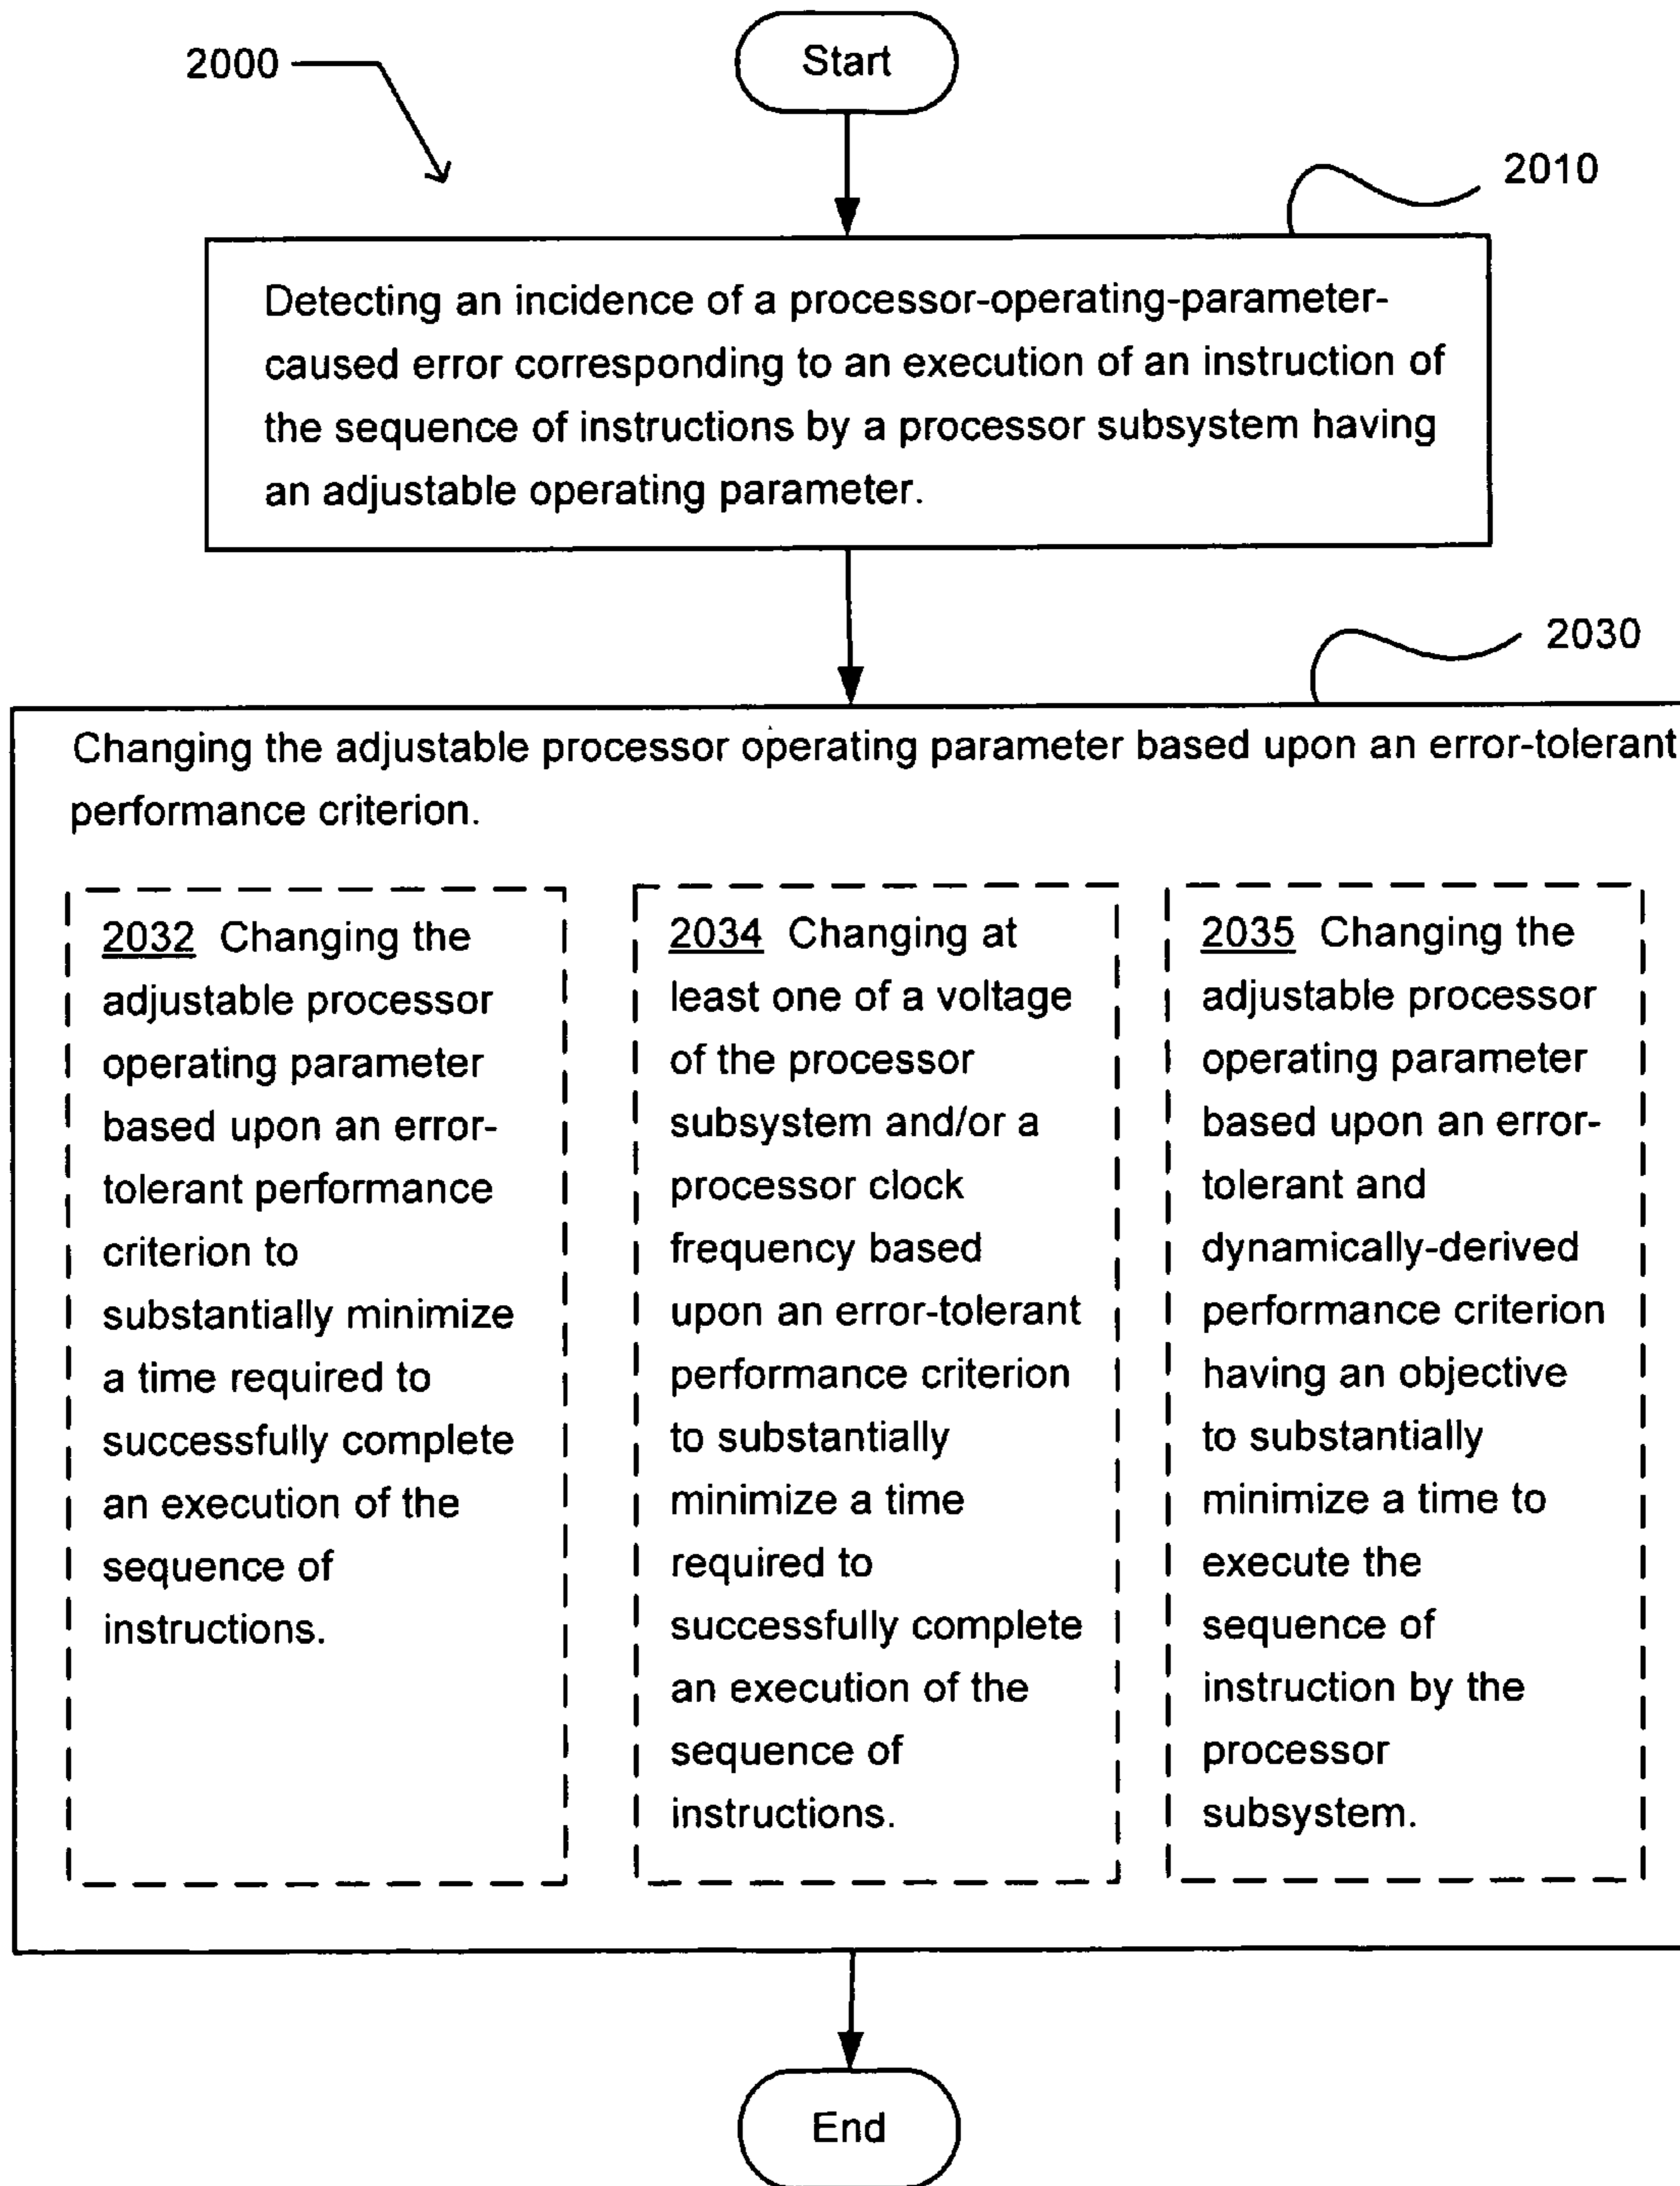 2000
Start
2010
Detecting an incidence of a processor-operating-parameter-
caused error corresponding to an execution of an instruction of
the sequence of instructions by a processor subsystem having
an adjustable operating parameter.
2030
Changing the adjustable processor operating parameter based upon an error-tolerant
performance criterion.
2032 Changing the
adjustable processor
operating parameter
based upon an error-
tolerant performance
criterion to
substantially minimize
a time required to
successfully complete
an execution of the
sequence of
instructions.
2034 Changing at
least one of a voltage
of the processor
subsystem and/or a
processor clock
frequency based
upon an error-tolerant
performance criterion
to substantially
minimize a time
required to
successfully complete
an execution of the
sequence of
instructions.
2035 Changing the
adjustable processor
operating parameter
based upon an error-
tolerant and
dynamically-derived
performance criterion
having an objective
to substantially
minimize a time to
execute the
sequence of
instruction by the
processor
subsystem.
End